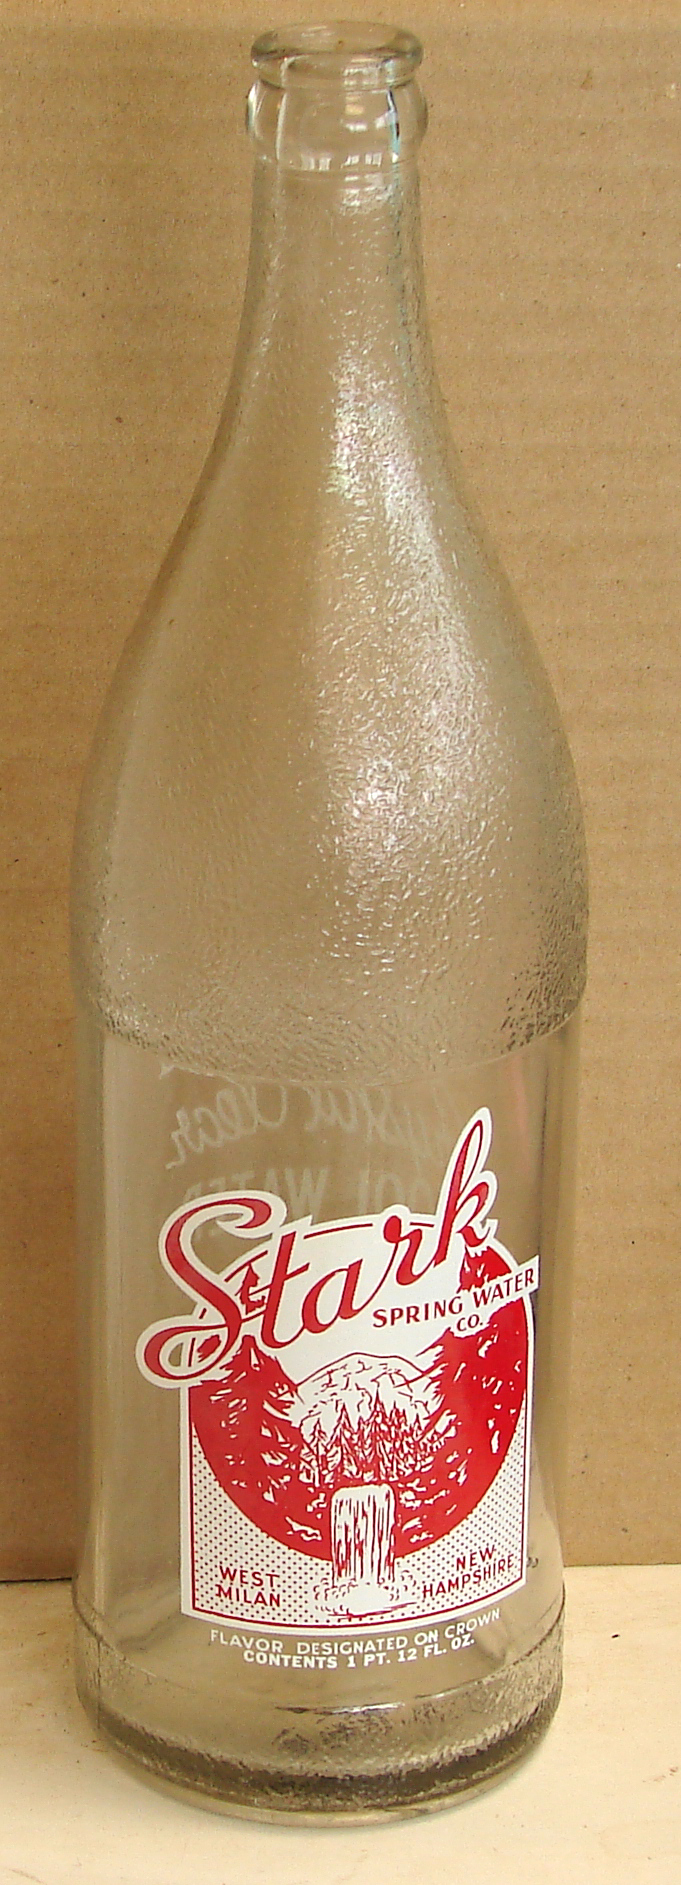 Stark
SPRING WATER
CO.
WEST
MILAN
NEW
HAMPSHIRE
FLAVOR DESIGNATED ON CROWN
CONTENTS 1 PT. 12 FL. OZ.